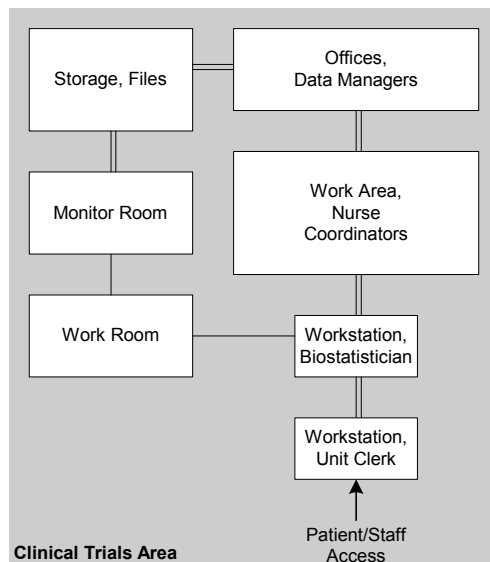 Storage, Files
Offices,
Data Managers
Monitor Room
Work Area,
Nurse
Coordinators
Work Room
Workstation,
Biostatistician
Workstation,
Unit Clerk
Patient/Staff
Access
Clinical Trials Area